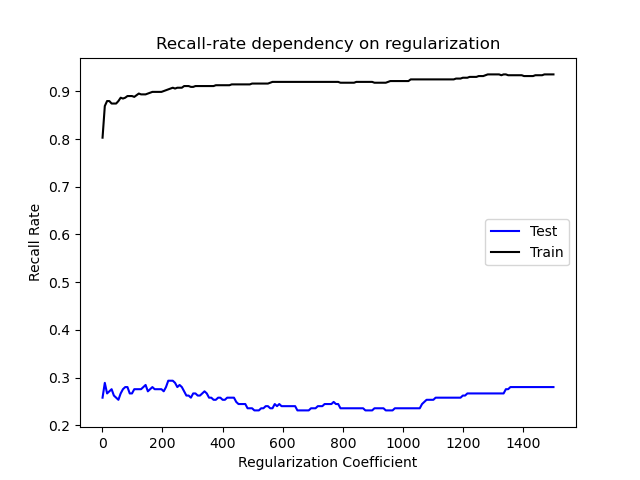 Recall-rate dependency on regularization
Recall Rate
0.9
0.8
0.7
0.6
0.5
0.4
0.3
0.2
Test
Train
0 200 400 600 800 1000 1200 1400
Regularization Coefficient